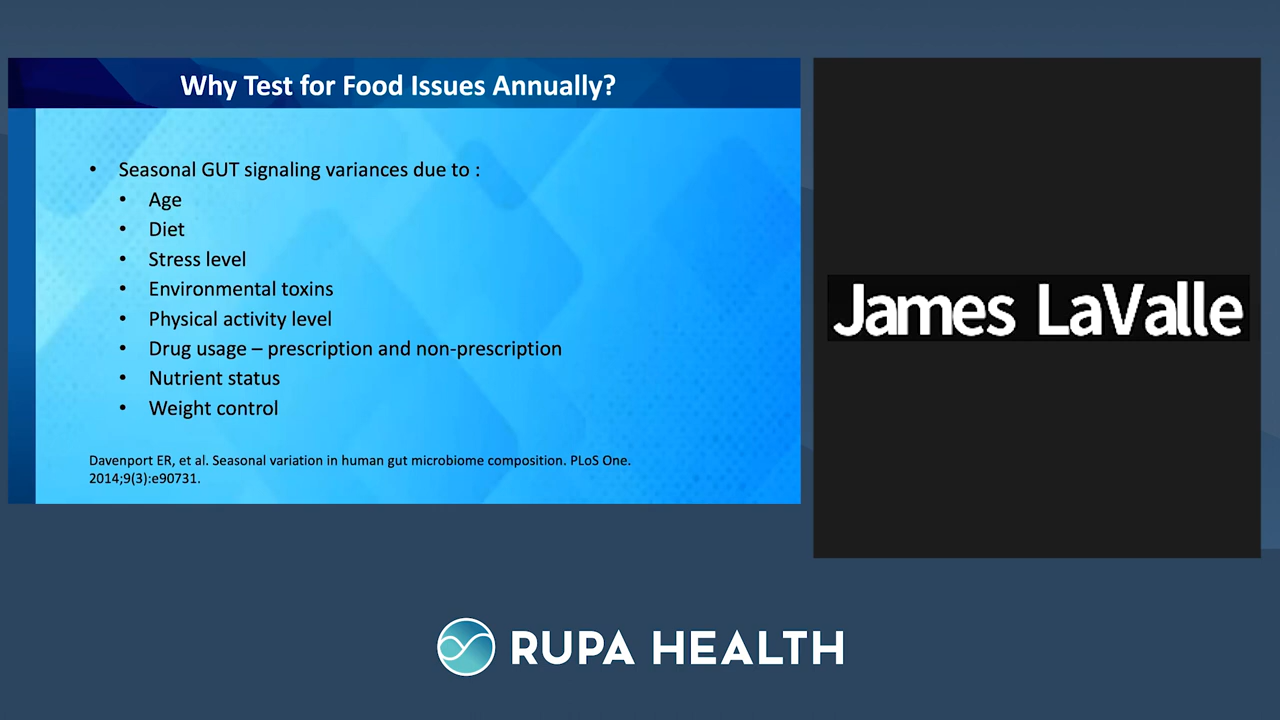 Why Test for Food Issues Annually?
• Seasonal GUT signaling variances due to :
• Age
• Diet
• Stress level
• Environmental toxins
• Physical activity level
• Drug usage – prescription and non-prescription
• Nutrient status
• Weight control
Davenport ER, et al. Seasonal variation in human gut microbiome composition. PLoS One.
2014;9(3):e90731.
James LaValle
RUPA HEALTH